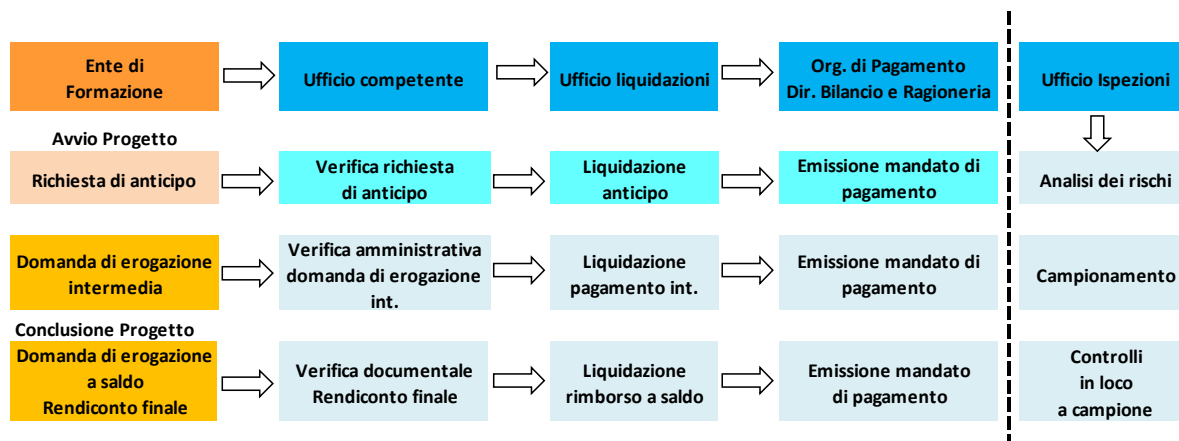 Ente di
Formazione
Ufficio competente
Ufficio liquidazioni
Org. di Pagamento
Dir. Bilancio e Ragioneria
Ufficio Ispezioni
Avvio Progetto
Richiesta di anticipo
Verifica richiesta
di anticipo
Liquidazione
anticipo
Emissione mandato di
pagamento
Analisi dei rischi
Domanda di erogazione
intermedia
Verifica amministrativa
domanda di erogazione
int.
Liquidazione
pagamento int.
Emissione mandato di
pagamento
Campionamento
Conclusione Progetto
Domanda di erogazione
a saldo
Rendiconto finale
Verifica documentale
Rendiconto finale
Liquidazione
rimborso a saldo
Emissione mandato
di pagamento
Controlli
in loco
a campione